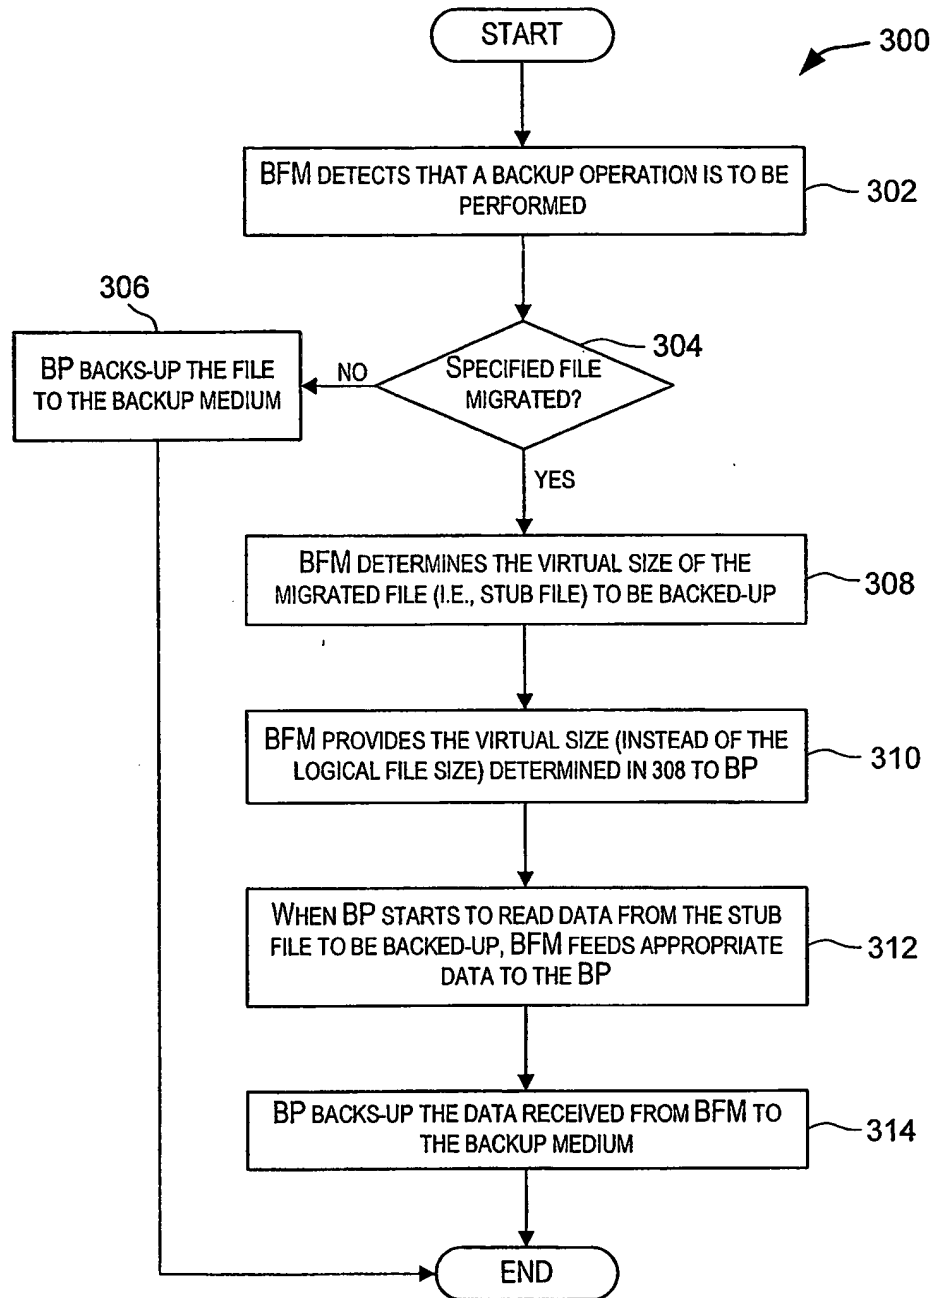 START
300
BFM DETECTS THAT A BACKUP OPERATION IS TO BE
PERFORMED
302
306
304
SPECIFIED FILE
MIGRATED?
NO
BP BACKS-UP THE FILE
TO THE BACKUP MEDIUM
YES
BFM DETERMINES THE VIRTUAL SIZE OF THE
MIGRATED FILE (I.E., STUB FILE) TO BE BACKED-UP
308
BFM PROVIDES THE VIRTUAL SIZE (INSTEAD OF THE
LOGICAL FILE SIZE) DETERMINED IN 308 TO BP
310
WHEN BP STARTS TO READ DATA FROM THE STUB
FILE TO BE BACKED-UP, BFM FEEDS APPROPRIATE
DATA TO THE BP
312
BP BACKS-UP THE DATA RECEIVED FROM BFM TO
THE BACKUP MEDIUM
314
END